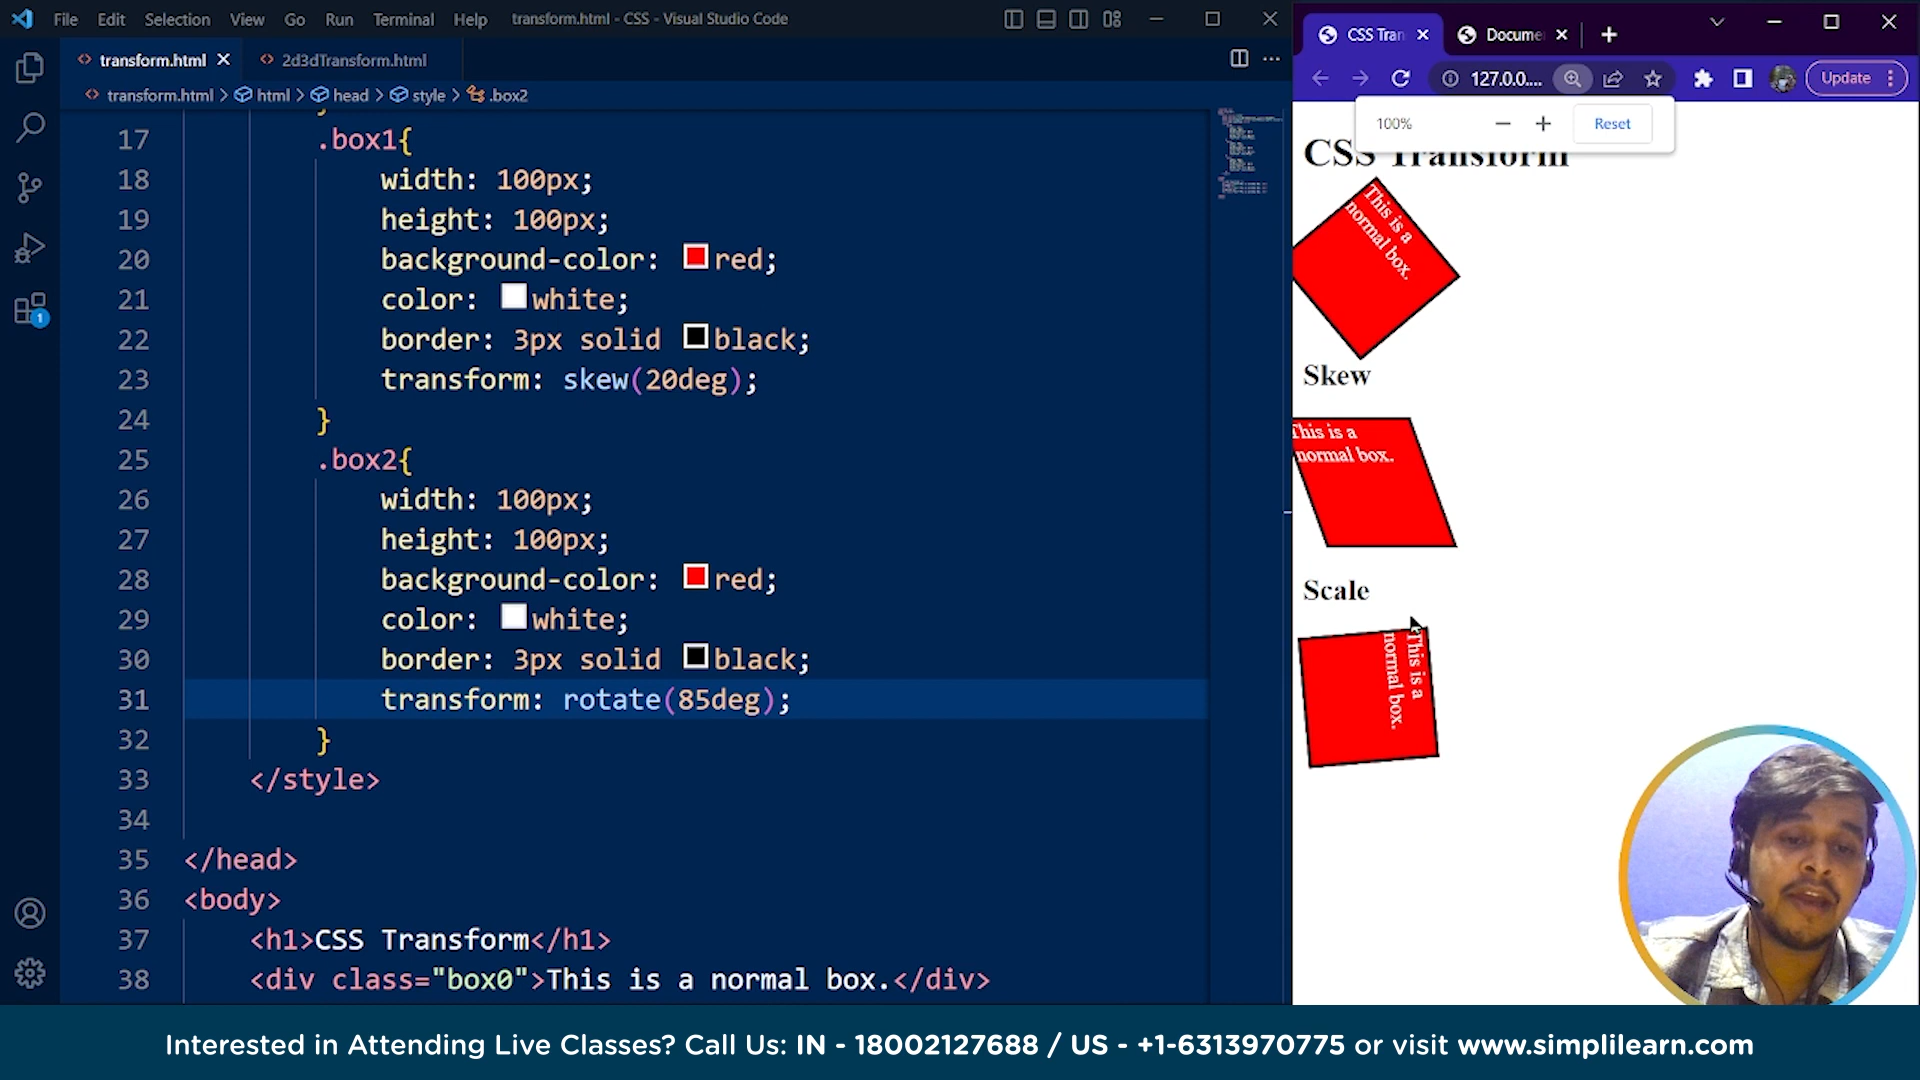 File Edit Selection View Go Run Terminal Help transform.html - CSS - Visual Studio Code
transform.html 2d3dTransform.html
transform.html > html > head > style > .box2
17 .box1{
18 width: 100px;
19 height: 100px;
20 background-color: red;
21 color: white;
22 border: 3px solid black;
23 transform: skew(20deg);
24 }
25 .box2{
26 width: 100px;
27 height: 100px;
28 background-color: red;
29 color: white;
30 border: 3px solid black;
31 transform: rotate(85deg);
32 }
33 </style>
34
35 </head>
36 <body>
37 <h1>CSS Transform</h1>
38 <div class="box0">This is a normal box.</div>
1
CSS Tran Docume
127.0.0.... Update
100% Reset
CSS Transform
This is a
normal box.
Skew
This is a
normal box.
Scale
This is a
normal box.
Interested in Attending Live Classes? Call Us: IN - 18002127688 / US - +1-6313970775 or visit www.simplilearn.com